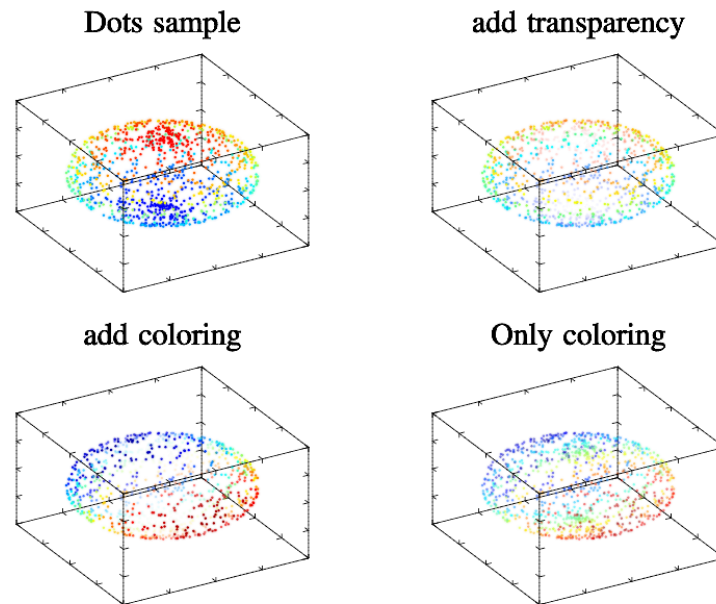 Dots sample
add transparency
add coloring
Only coloring